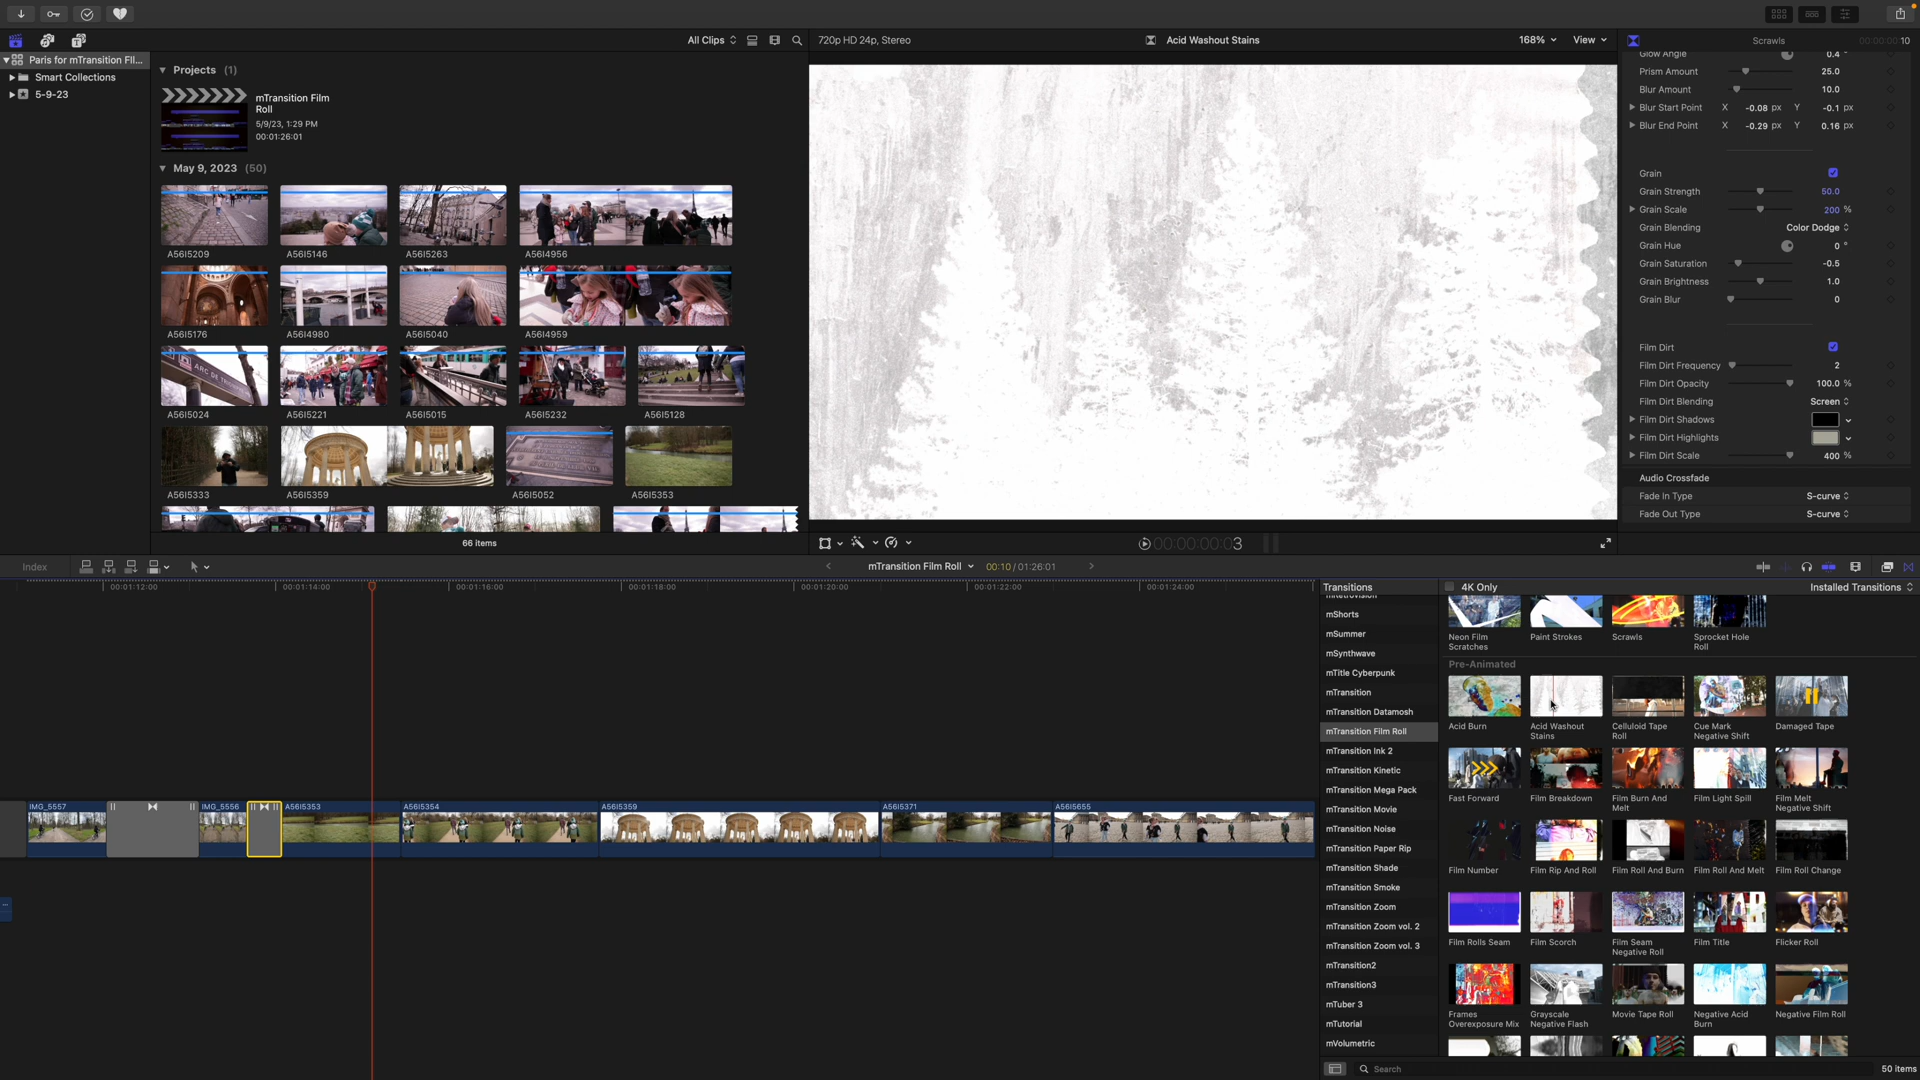 All Clips
720p HD 24p, Stereo
Acid Washout Stains
168%
View
Scrawls
10
Paris for mTransition FIl...
Smart Collections
5-9-23
Projects (1)
mTransition Film
Roll
5/9/23, 1:29 PM
00:01:26:01
May 9, 2023 (50)
A56I5209
A56I5146
A56I5263
A56I4956
A56I5176
A56I4980
A56I5040
A56I4959
ARC DE
A56I5024
A56I5221
A56I5015
A56I5232
A56I5128
A56I5333
A56I5359
A56I5052
A56I5353
66 items
Glow Angle 0.4 °
Prism Amount 25.0
Blur Amount 10.0
Blur Start Point X -0.08 px Y -0.1 px
Blur End Point X -0.29 px Y 0.16 px
Grain
Grain Strength 50.0
Grain Scale 200 %
Grain Blending Color Dodge
Grain Hue 0 °
Grain Saturation -0.5
Grain Brightness 1.0
Grain Blur 0
Film Dirt
Film Dirt Frequency 2
Film Dirt Opacity 100.0 %
Film Dirt Blending Screen
Film Dirt Shadows
Film Dirt Highlights
Film Dirt Scale 400 %
Audio Crossfade
Fade In Type S-curve
Fade Out Type S-curve
00:00:00:03
Index
mTransition Film Roll
00:10 / 01:26:01
00:01:12:00
00:01:14:00
00:01:16:00
00:01:18:00
00:01:20:00
00:01:22:00
00:01:24:00
IMG_5557
IMG_5556
A56I5353
A56I5354
A56I5359
A56I5371
A56I5655
Transitions
4K Only
Installed Transitions
mRetrovision
mShorts
mSummer
mSynthwave
mTitle Cyberpunk
mTransition
mTransition Datamosh
mTransition Film Roll
mTransition Ink 2
mTransition Kinetic
mTransition Mega Pack
mTransition Movie
mTransition Noise
mTransition Paper Rip
mTransition Shade
mTransition Smoke
mTransition Zoom
mTransition Zoom vol. 2
mTransition Zoom vol. 3
mTransition2
mTransition3
mTuber 3
mTutorial
mVolumetric
Neon Film
Scratches
Paint Strokes
Scrawls
Sprocket Hole
Roll
Pre-Animated
Acid Burn
Acid Washout
Stains
Celluloid Tape
Roll
Cue Mark
Negative Shift
Damaged Tape
Fast Forward
Film Breakdown
Film Burn And
Melt
Film Light Spill
Film Melt
Negative Shift
Film Number
Film Rip And Roll
Film Roll And Burn
Film Roll And Melt
Film Roll Change
Film Rolls Seam
Film Scorch
Film Seam
Negative Roll
Film Title
Flicker Roll
Frames
Overexposure Mix
Grayscale
Negative Flash
Movie Tape Roll
Negative Acid
Burn
Negative Film Roll
Search
50 items